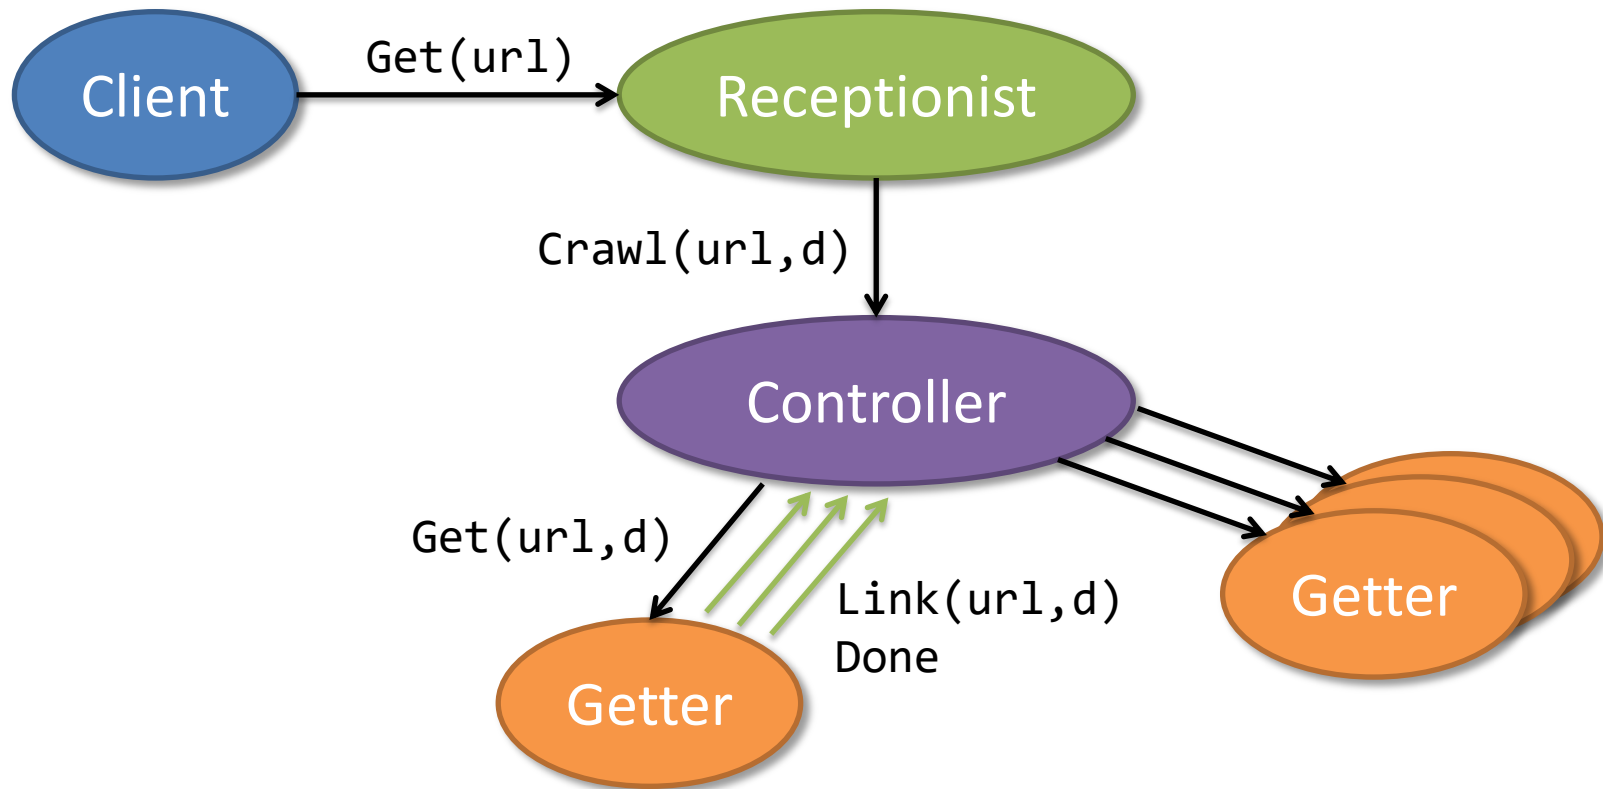 Client
Get(url)
Receptionist
Crawl(url,d)
Controller
Get(url,d)
Link(url,d)
Done
Getter
Getter